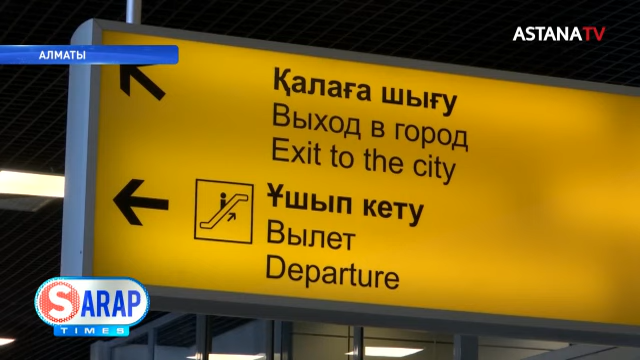 ASTANATV
АЛМАТЫ
Қалаға шығу
Выход в город
Exit to the city
Ұшып кету
Вылет
Departure
SARAP
TIMES